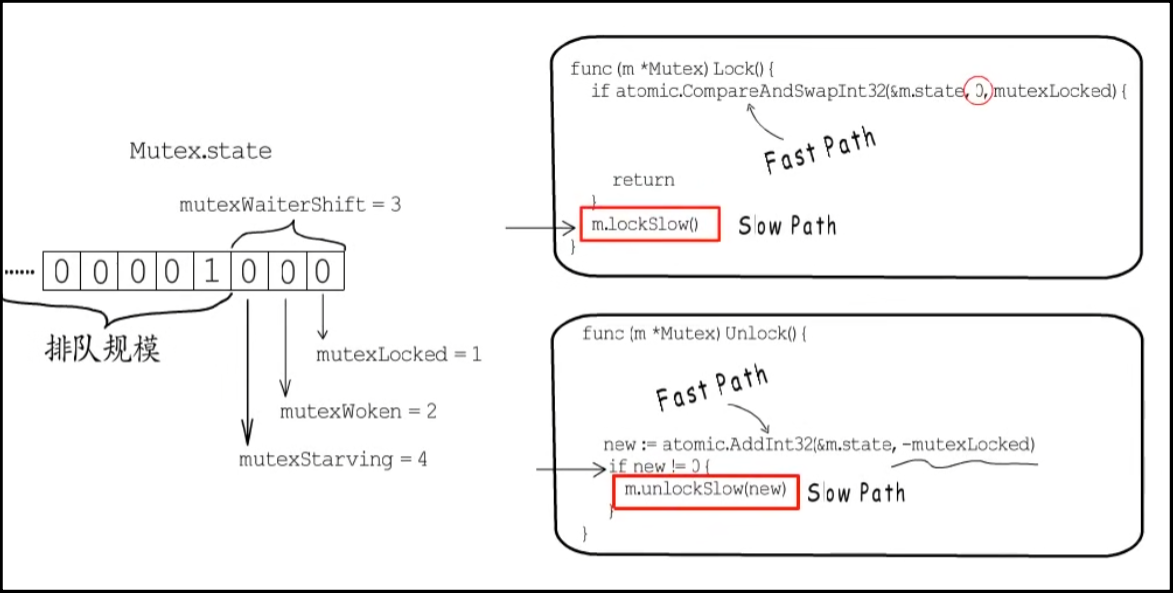 Mutex.state
mutexWaiterShift = 3
...... 0 0 0 0 1 0 0 0
排队规模
mutexLocked = 1
mutexWoken = 2
mutexStarving = 4
func (m *Mutex) Lock() {
if atomic.CompareAndSwapInt32(&m.state, 0, mutexLocked) {
Fast Path
return
}
m.lockSlow() Slow Path
}
func (m *Mutex) Unlock() {
Fast Path
new := atomic.AddInt32(&m.state, -mutexLocked)
if new != 0 {
m.unlockSlow(new) Slow Path
}
}